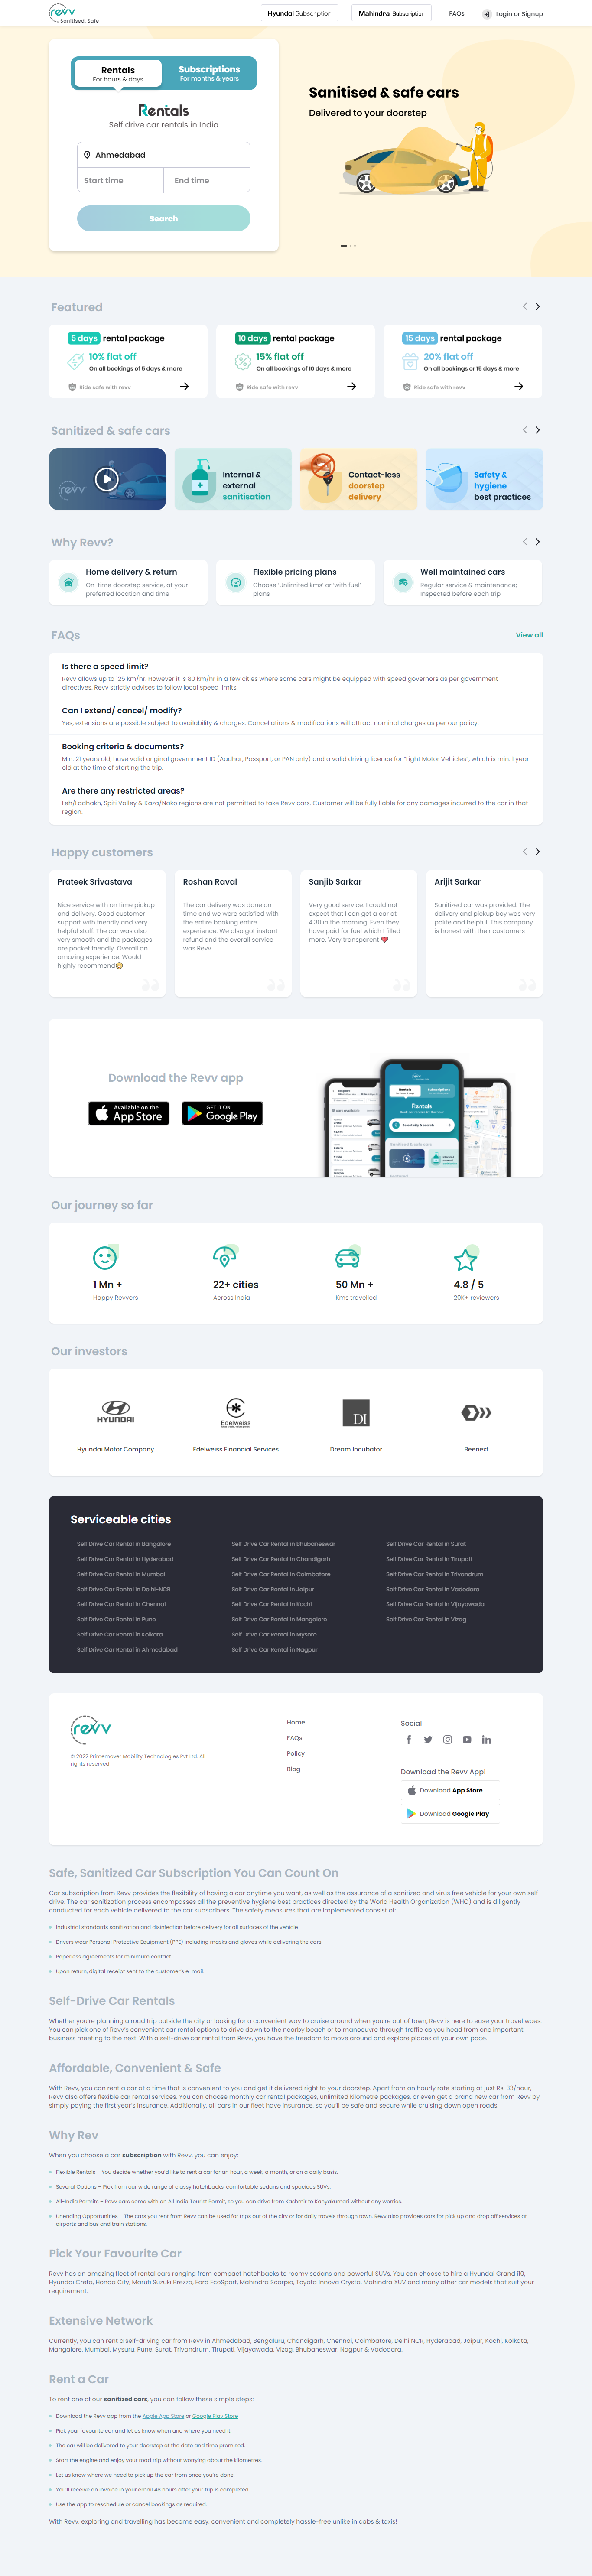 revv
Sanitised. Safe
Hyundai Subscription
Mahindra Subscription
FAQs
Login or Signup
Rentals
For hours & days
Subscriptions
For months & years
Rentals
Self drive car rentals in India
Ahmedabad
Start time
End time
Search
Sanitised & safe cars
Delivered to your doorstep
Featured
5 days rental package
10% flat off
On all bookings of 5 days & more
Ride safe with revv
10 days rental package
15% flat off
On all bookings of 10 days & more
Ride safe with revv
15 days rental package
20% flat off
On all bookings or 15 days & more
Ride safe with revv
Sanitized & safe cars
revv
Internal &
external
sanitisation
Contact-less
doorstep
delivery
Safety &
hygiene
best practices
Why Revv?
Home delivery & return
On-time doorstep service, at your
preferred location and time
Flexible pricing plans
Choose 'Unlimited kms' or 'with fuel'
plans
Well maintained cars
Regular service & maintenance;
inspected before each trip
FAQs
View all
Is there a speed limit?
Revv allows up to 125 km/hr. However it is 80 km/hr in a few cities where some cars might be equipped with speed governors as per government
directives. Revv strictly advises to follow local speed limits.
Can I extend/ cancel/ modify?
Yes, extensions are possible subject to availability & charges. Cancellations & modifications will attract nominal charges as per our policy.
Booking criteria & documents?
Min. 21 years old, have valid original government ID (Aadhar, Passport, or PAN only) and a valid driving licence for "Light Motor Vehicles", which is min. 1 year
old at the time of starting the trip.
Are there any restricted areas?
Leh/Ladhakh, Spiti Valley & Kaza/Nako regions are not permitted to take Revv cars. Customer will be fully liable for any damages incurred to the car in that
region.
Happy customers
Prateek Srivastava
Nice service with on time pickup
and delivery. Good customer
support with friendly and very
helpful staff. The car was also
very smooth and the packages
are pocket friendly. Overall an
amazing experience. Would
highly recommend
Roshan Raval
The car delivery was done on
time and we were satisfied with
the entire booking entire
experience. We also got instant
refund and the overall service
was Revv
Sanjib Sarkar
Very good service. I could not
expect that I can get a car at
4.30 in the morning. Even they
have paid for fuel which I filled
more. Very transparent
Arijit Sarkar
Sanitized car was provided. The
delivery and pickup boy was very
polite and helpful. This company
is honest with their customers
Download the Revv app
Available on the
App Store
GET IT ON
Google Play
revv
Rentals
Subscriptions
Rentals
Select city & search
Sanitised & safe cars
Our journey so far
1 Mn +
Happy Revvers
22+ cities
Across India
50 Mn +
Kms travelled
4.8 / 5
20K+ reviewers
Our investors
HYUNDAI
Hyundai Motor Company
Edelweiss
Edelweiss Financial Services
DI
Dream Incubator
Beenext
Serviceable cities
Self Drive Car Rental in Bangalore
Self Drive Car Rental in Bhubaneswar
Self Drive Car Rental in Surat
Self Drive Car Rental in Hyderabad
Self Drive Car Rental in Chandigarh
Self Drive Car Rental in Tirupati
Self Drive Car Rental in Mumbai
Self Drive Car Rental in Coimbatore
Self Drive Car Rental in Trivandrum
Self Drive Car Rental in Delhi-NCR
Self Drive Car Rental in Jaipur
Self Drive Car Rental in Vadodara
Self Drive Car Rental in Chennai
Self Drive Car Rental in Kochi
Self Drive Car Rental in Vijayawada
Self Drive Car Rental in Pune
Self Drive Car Rental in Mangalore
Self Drive Car Rental in Vizag
Self Drive Car Rental in Kolkata
Self Drive Car Rental in Mysore
Self Drive Car Rental in Ahmedabad
Self Drive Car Rental in Nagpur
revv
© 2022 Primemover Mobility Technologies Pvt Ltd. All
rights reserved
Home
FAQs
Policy
Blog
Social
Download the Revv App!
Download App Store
Download Google Play
Safe, Sanitized Car Subscription You Can Count On
Car subscription from Revv provides the flexibility of having a car anytime you want, as well as the assurance of a sanitized and virus free vehicle for your own self
drive. The car sanitization process encompasses all the preventive hygiene best practices directed by the World Health Organization (WHO) and is diligently
conducted for each vehicle delivered to the car subscribers. The safety measures that are implemented consist of:
Industrial standards sanitization and disinfection before delivery for all surfaces of the vehicle
Drivers wear Personal Protective Equipment (PPE) including masks and gloves while delivering the cars
Paperless agreements for minimum contact
Upon return, digital receipt sent to the customer's e-mail.
Self-Drive Car Rentals
Whether you're planning a road trip outside the city or looking for a convenient way to cruise around when you're out of town, Revv is here to ease your travel woes.
You can pick one of Revv's convenient car rental options to drive down to the nearby beach or to manoeuvre through traffic as you head from one important
business meeting to the next. With a self-drive car rental from Revv, you have the freedom to move around and explore places at your own pace.
Affordable, Convenient & Safe
With Revv, you can rent a car at a time that is convenient to you and get it delivered right to your doorstep. Apart from an hourly rate starting at just Rs. 33/hour,
Revv also offers flexible car rental services. You can choose monthly car rental packages, unlimited kilometre packages, or even get a brand new car from Revv by
simply paying the first year's insurance. Additionally, all cars in our fleet have insurance, so you'll be safe and secure while cruising down open roads.
Why Rev
When you choose a car subscription with Revv, you can enjoy:
Flexible Rentals – You decide whether you'd like to rent a car for an hour, a week, a month, or on a daily basis.
Several Options – Pick from our wide range of classy hatchbacks, comfortable sedans and spacious SUVs.
All-India Permits – Revv cars come with an All India Tourist Permit, so you can drive from Kashmir to Kanyakumari without any worries.
Unending Opportunities – The cars you rent from Revv can be used for trips out of the city or for daily travels through town. Revv also provides cars for pick up and drop off services at
airports and bus and train stations.
Pick Your Favourite Car
Revv has an amazing fleet of rental cars ranging from compact hatchbacks to roomy sedans and powerful SUVs. You can choose to hire a Hyundai Grand i10,
Hyundai Creta, Honda City, Maruti Suzuki Brezza, Ford EcoSport, Mahindra Scorpio, Toyota Innova Crysta, Mahindra XUV and many other car models that suit your
requirement.
Extensive Network
Currently, you can rent a self-driving car from Revv in Ahmedabad, Bengaluru, Chandigarh, Chennai, Coimbatore, Delhi NCR, Hyderabad, Jaipur, Kochi, Kolkata,
Mangalore, Mumbai, Mysuru, Pune, Surat, Trivandrum, Tirupati, Vijayawada, Vizag, Bhubaneswar, Nagpur & Vadodara.
Rent a Car
To rent one of our sanitized cars, you can follow these simple steps:
Download the Revv app from the Apple App Store or Google Play Store
Pick your favourite car and let us know when and where you need it.
The car will be delivered to your doorstep at the date and time promised.
Start the engine and enjoy your road trip without worrying about the kilometres.
Let us know where we need to pick up the car from once you're done.
You'll receive an invoice in your email 48 hours after your trip is completed.
Use the app to reschedule or cancel bookings as required.
With Revv, exploring and travelling has become easy, convenient and completely hassle-free unlike in cabs & taxis!